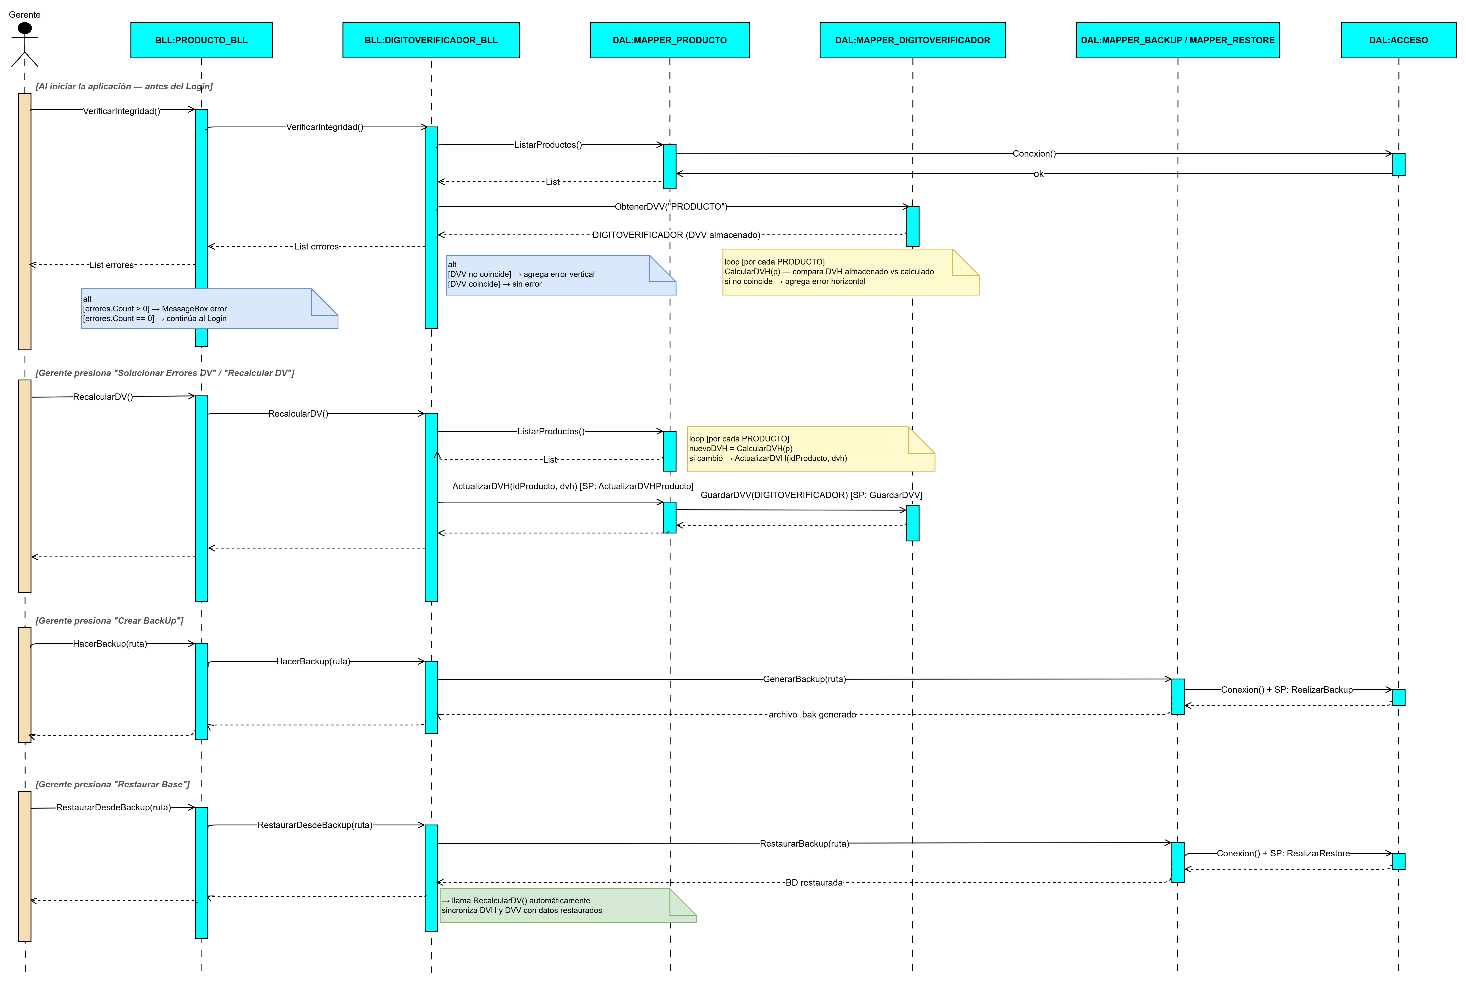 Gerente
BLL:PRODUCTO_BLL
BLL:DIGITOVERIFICADOR_BLL
DAL:MAPPER_PRODUCTO
DAL:MAPPER_DIGITOVERIFICADOR
DAL:MAPPER_BACKUP / MAPPER_RESTORE
DAL:ACCESO
[Al iniciar la aplicación — antes del Login]
VerificarIntegridad()
VerificarIntegridad()
ListarProductos()
Conexion()
ok
List
ObtenerDVV("PRODUCTO")
DIGITOVERIFICADOR (DVV almacenado)
List errores
List errores
alt
[DVV no coincide] → agrega error vertical
[DVV coincide] → sin error
loop [por cada PRODUCTO]
CalcularDVH(p) — compara DVH almacenado vs calculado
si no coincide → agrega error horizontal
alt
[errores.Count > 0] → MessageBox error
[errores.Count == 0] → continúa al Login
[Gerente presiona "Solucionar Errores DV" / "Recalcular DV"]
RecalcularDV()
RecalcularDV()
ListarProductos()
List
loop [por cada PRODUCTO]
nuevoDVH = CalcularDVH(p)
si cambió → ActualizarDVH(idProducto, dvh)
ActualizarDVH(idProducto, dvh) [SP: ActualizarDVHProducto]
GuardarDVV(DIGITOVERIFICADOR) [SP: GuardarDVV]
[Gerente presiona "Crear BackUp"]
HacerBackup(ruta)
HacerBackup(ruta)
GenerarBackup(ruta)
Conexion() + SP: RealizarBackup
archivo .bak generado
[Gerente presiona "Restaurar Base"]
RestaurarDesdeBackup(ruta)
RestaurarDesdeBackup(ruta)
RestaurarBackup(ruta)
Conexion() + SP: RealizarRestore
BD restaurada
→ llama RecalcularDV() automáticamente
sincroniza DVH y DVV con datos restaurados